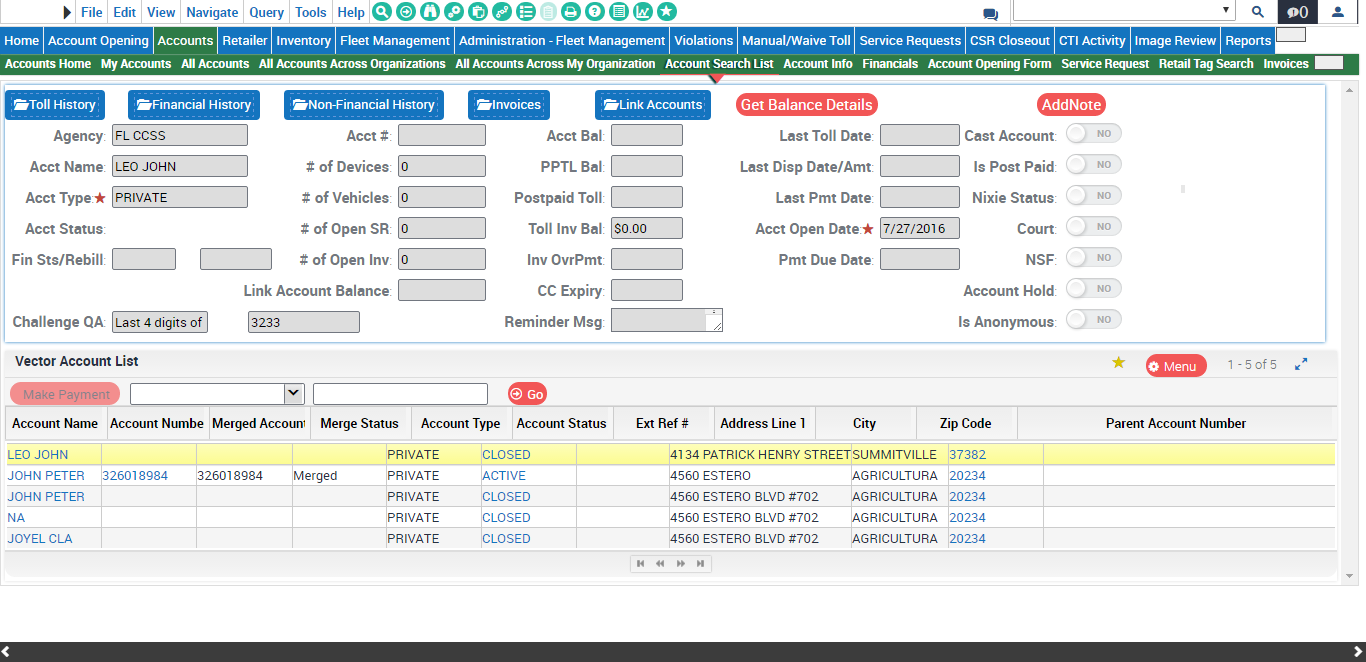 File Edit View Navigate Query Tools Help 0
Home Account Opening Accounts Retailer Inventory Fleet Management Administration - Fleet Management Violations Manual/Waive Toll Service Requests CSR Closeout CTI Activity Image Review Reports
Accounts Home My Accounts All Accounts All Accounts Across Organizations All Accounts Across My Organization Account Search List Account Info Financials Account Opening Form Service Request Retail Tag Search Invoices
Toll History Financial History Non-Financial History Invoices Link Accounts Get Balance Details AddNote
Agency: FL CCSS Acct #: Acct Bal: Last Toll Date: Cast Account: NO
Acct Name: LEO JOHN # of Devices: 0 PPTL Bal: Last Disp Date/Amt: Is Post Paid: NO
Acct Type:★ PRIVATE # of Vehicles: 0 Postpaid Toll: Last Pmt Date: Nixie Status: NO
Acct Status: # of Open SR: 0 Toll Inv Bal: $0.00 Acct Open Date:★ 7/27/2016 Court: NO
Fin Sts/Rebill: # of Open Inv: 0 Inv OvrPmt: Pmt Due Date: NSF: NO
Link Account Balance: CC Expiry: Account Hold: NO
Challenge QA: Last 4 digits of 3233 Reminder Msg: Is Anonymous: NO
Vector Account List Menu 1 - 5 of 5
Make Payment Go
Account Name Account Numbe Merged Accoun Merge Status Account Type Account Status Ext Ref # Address Line 1 City Zip Code Parent Account Number
LEO JOHN PRIVATE CLOSED 4134 PATRICK HENRY STREET SUMMITVILLE 37382
JOHN PETER 326018984 326018984 Merged PRIVATE ACTIVE 4560 ESTERO AGRICULTURA 20234
JOHN PETER PRIVATE CLOSED 4560 ESTERO BLVD #702 AGRICULTURA 20234
NA PRIVATE CLOSED 4560 ESTERO BLVD #702 AGRICULTURA 20234
JOYEL CLA PRIVATE CLOSED 4560 ESTERO BLVD #702 AGRICULTURA 20234